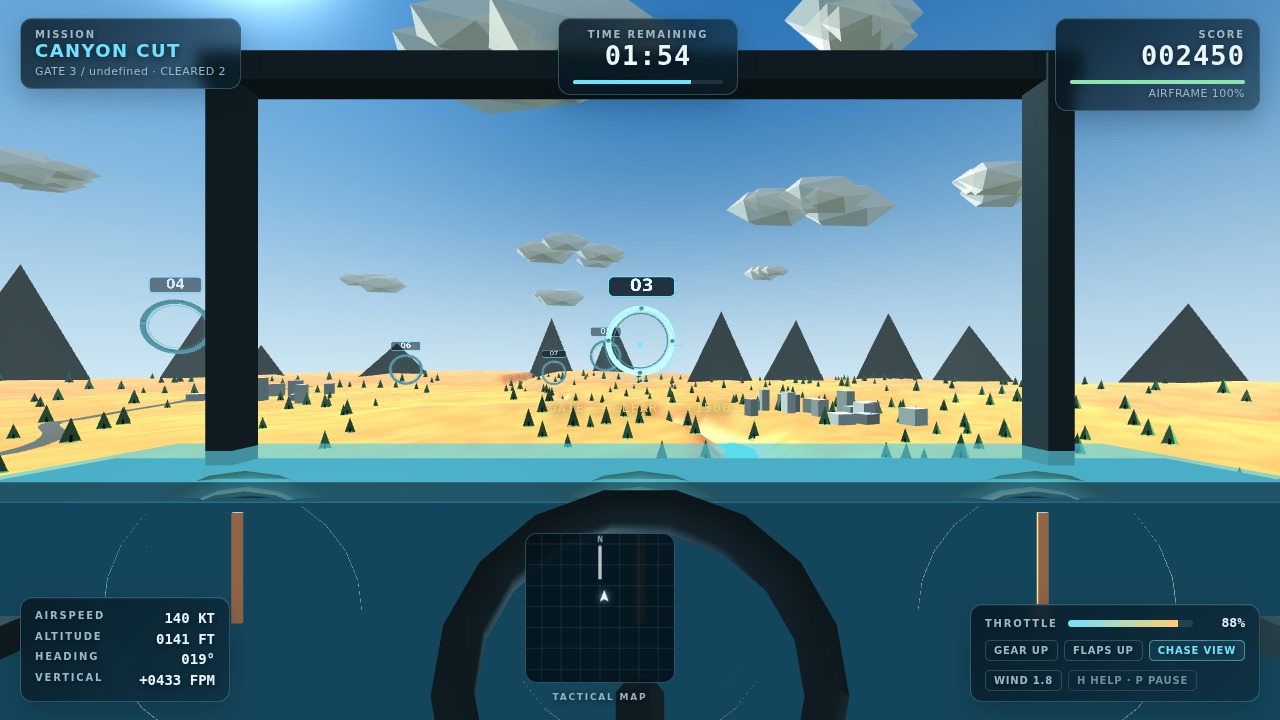 MISSION
CANYON CUT
GATE 3 / undefined · CLEARED 2
TIME REMAINING
01:54
SCORE
002450
AIRFRAME 100%
04
03
06
07
N
AIRSPEED 140 KT
ALTITUDE 0141 FT
HEADING 019°
VERTICAL +0433 FPM
TACTICAL MAP
THROTTLE 88%
GEAR UP FLAPS UP CHASE VIEW
WIND 1.8 H HELP · P PAUSE